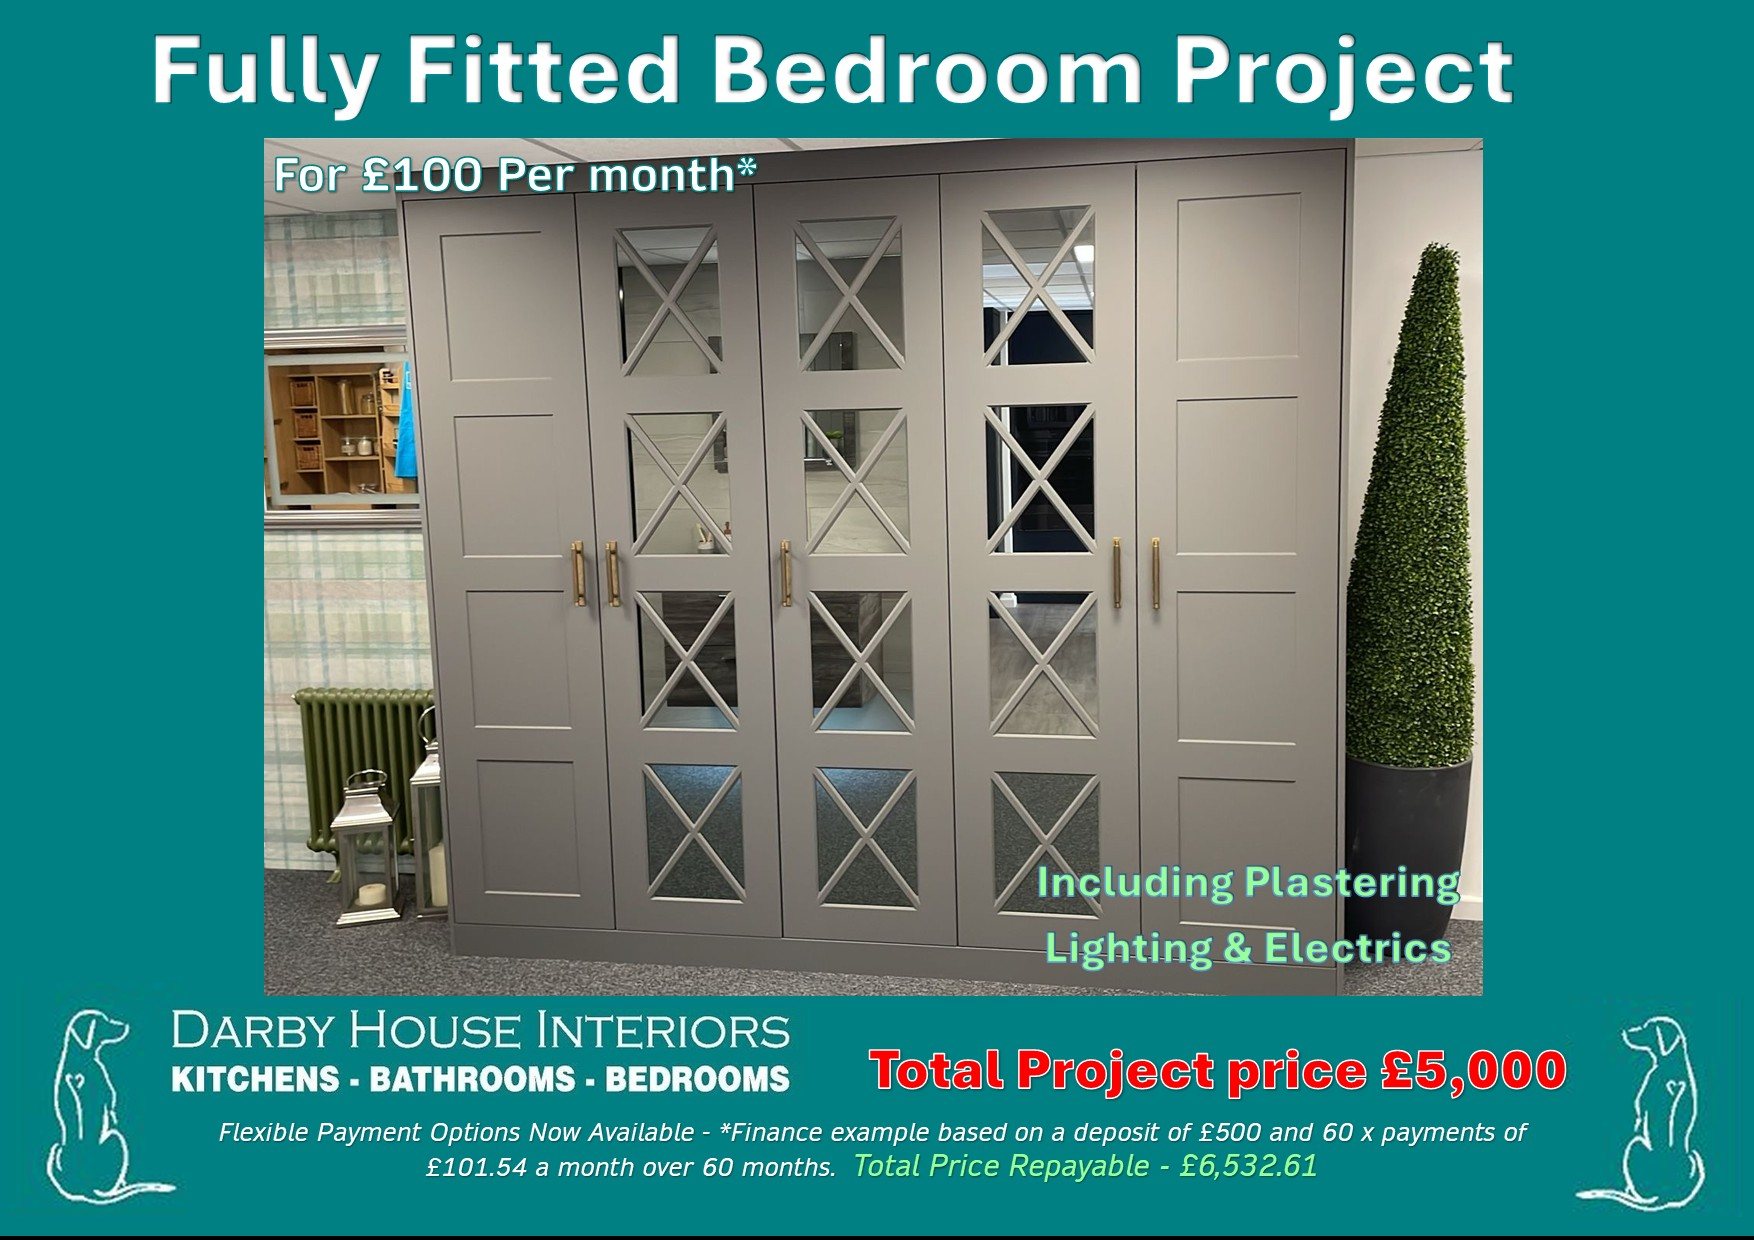 Fully Fitted Bedroom Project
For £100 Per month*
Including Plastering
Lighting & Electrics
DARBY HOUSE INTERIORS
KITCHENS - BATHROOMS - BEDROOMS
Total Project price £5,000
Flexible Payment Options Now Available - *Finance example based on a deposit of £500 and 60 x payments of
£101.54 a month over 60 months. Total Price Repayable - £6,532.61